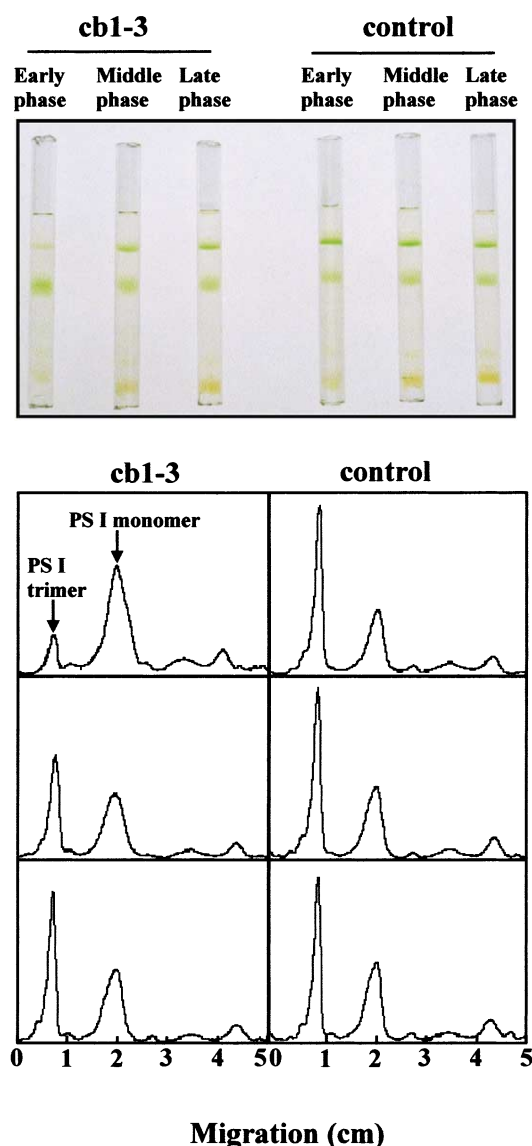 cb1-3 control
Early phase Middle phase Late phase Early phase Middle phase Late phase
cb1-3 control
PS I monomer
PS I trimer
0 1 2 3 4 5 0 1 2 3 4 5
Migration (cm)